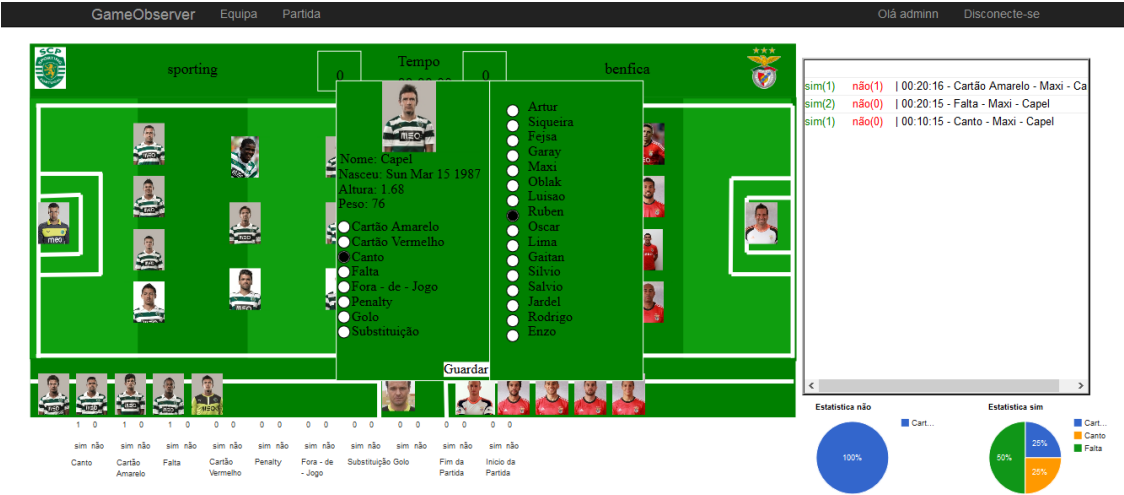 GameObserver Equipa Partida Olá adminn Disconecte-se
SCP
sporting
0
Tempo
0
benfica
Nome: Capel
Nasceu: Sun Mar 15 1987
Altura: 1.68
Peso: 76
Cartão Amarelo
Cartão Vermelho
Canto
Falta
Fora - de - Jogo
Penalty
Golo
Substituição
Guardar
Artur
Siqueira
Fejsa
Garay
Maxi
Oblak
Luisao
Ruben
Oscar
Lima
Gaitan
Silvio
Salvio
Jardel
Rodrigo
Enzo
sim(1) não(1) | 00:20:16 - Cartão Amarelo - Maxi - Ca
sim(2) não(0) | 00:20:15 - Falta - Maxi - Capel
sim(1) não(0) | 00:10:15 - Canto - Maxi - Capel
1 0 1 0 1 0 0 0 0 0 0 0 0 0 0 0 0 0 0 0
sim não sim não sim não sim não sim não sim não sim não sim não sim não sim não
Canto Cartão Falta Cartão Penalty Fora - de Substituição Golo Fim da Inicio da
Amarelo Vermelho - Jogo Partida Partida
Estatistica não
Cart...
100%
Estatistica sim
Cart...
Canto
Falta
25%
50%
25%